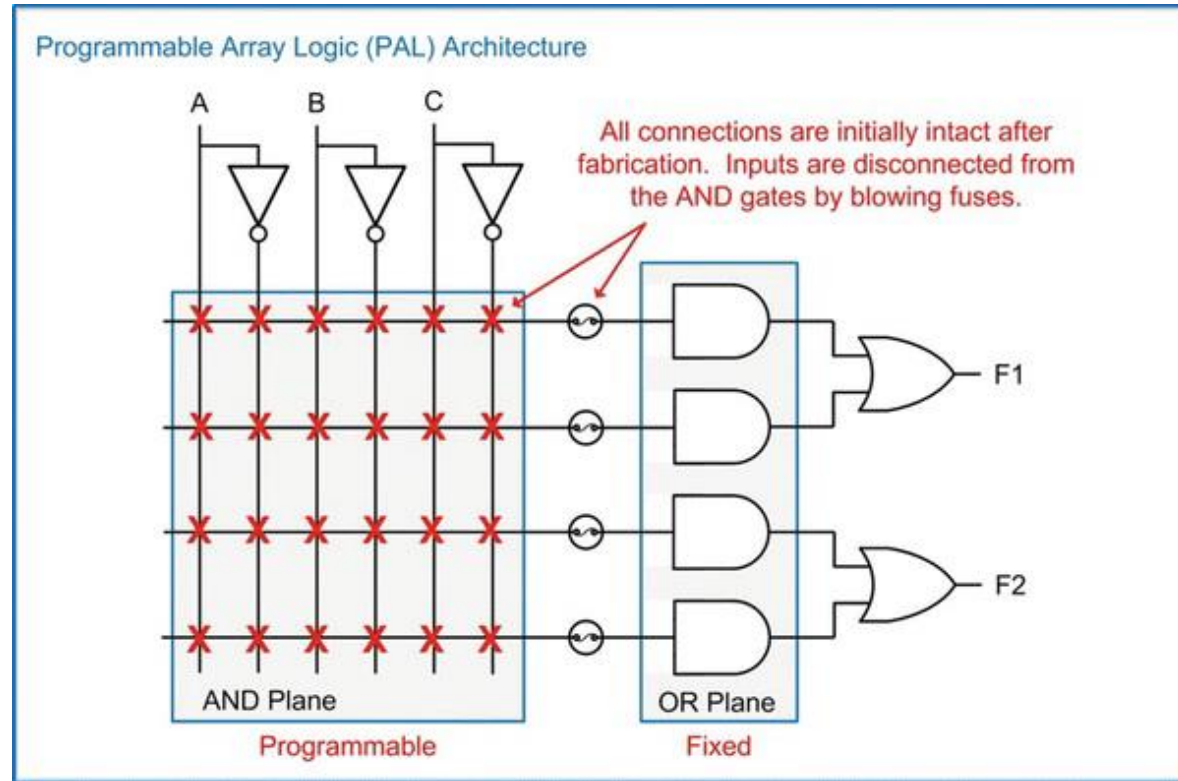 Programmable Array Logic (PAL) Architecture
A
B
C
All connections are initially intact after
fabrication. Inputs are disconnected from
the AND gates by blowing fuses.
F1
F2
AND Plane
OR Plane
Programmable
Fixed